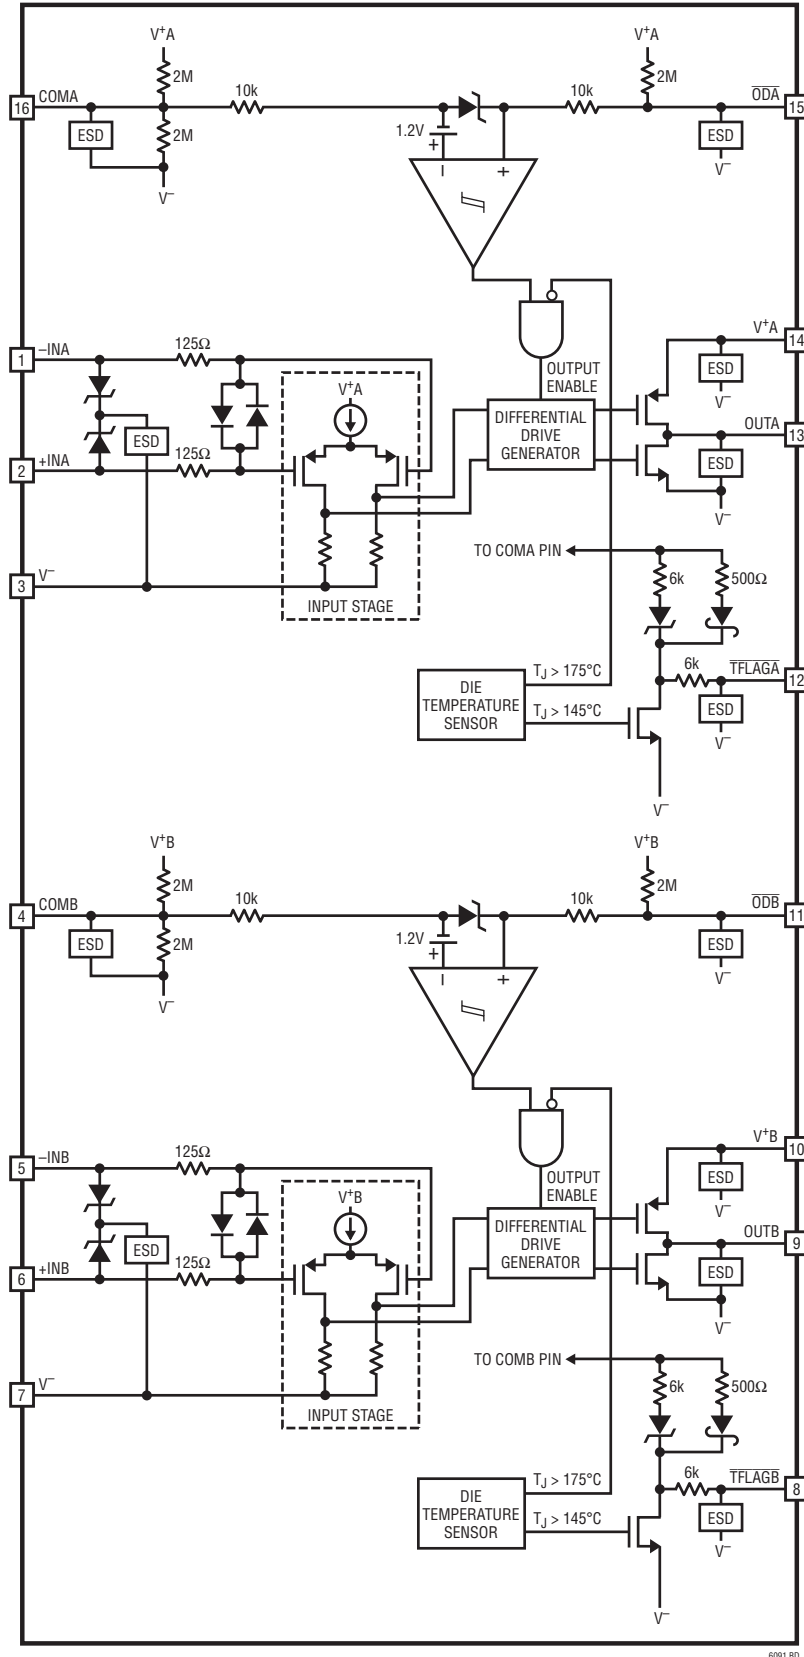 V+A
V+A
2M
2M
16
COMA
10k
10k
ODA
15
ESD
2M
1.2V
+
ESD
V–
–
+
V–
1
–INA
125Ω
V+A
14
OUTPUT
ENABLE
ESD
V–
V+A
DIFFERENTIAL
DRIVE
GENERATOR
OUTA
13
ESD
2
+INA
125Ω
ESD
V–
TO COMA PIN
3
V–
6k
500Ω
INPUT STAGE
6k
TFLAGA
12
DIE
TEMPERATURE
SENSOR
TJ > 175°C
TJ > 145°C
ESD
V–
V–
V+B
V+B
2M
2M
4
COMB
10k
10k
ODB
11
ESD
2M
1.2V
+
ESD
V–
–
+
V–
5
–INB
125Ω
V+B
10
OUTPUT
ENABLE
ESD
V–
V+B
DIFFERENTIAL
DRIVE
GENERATOR
OUTB
9
ESD
6
+INB
125Ω
ESD
V–
TO COMB PIN
7
V–
6k
500Ω
INPUT STAGE
6k
TFLAGB
8
DIE
TEMPERATURE
SENSOR
TJ > 175°C
TJ > 145°C
ESD
V–
V–
6091 BD